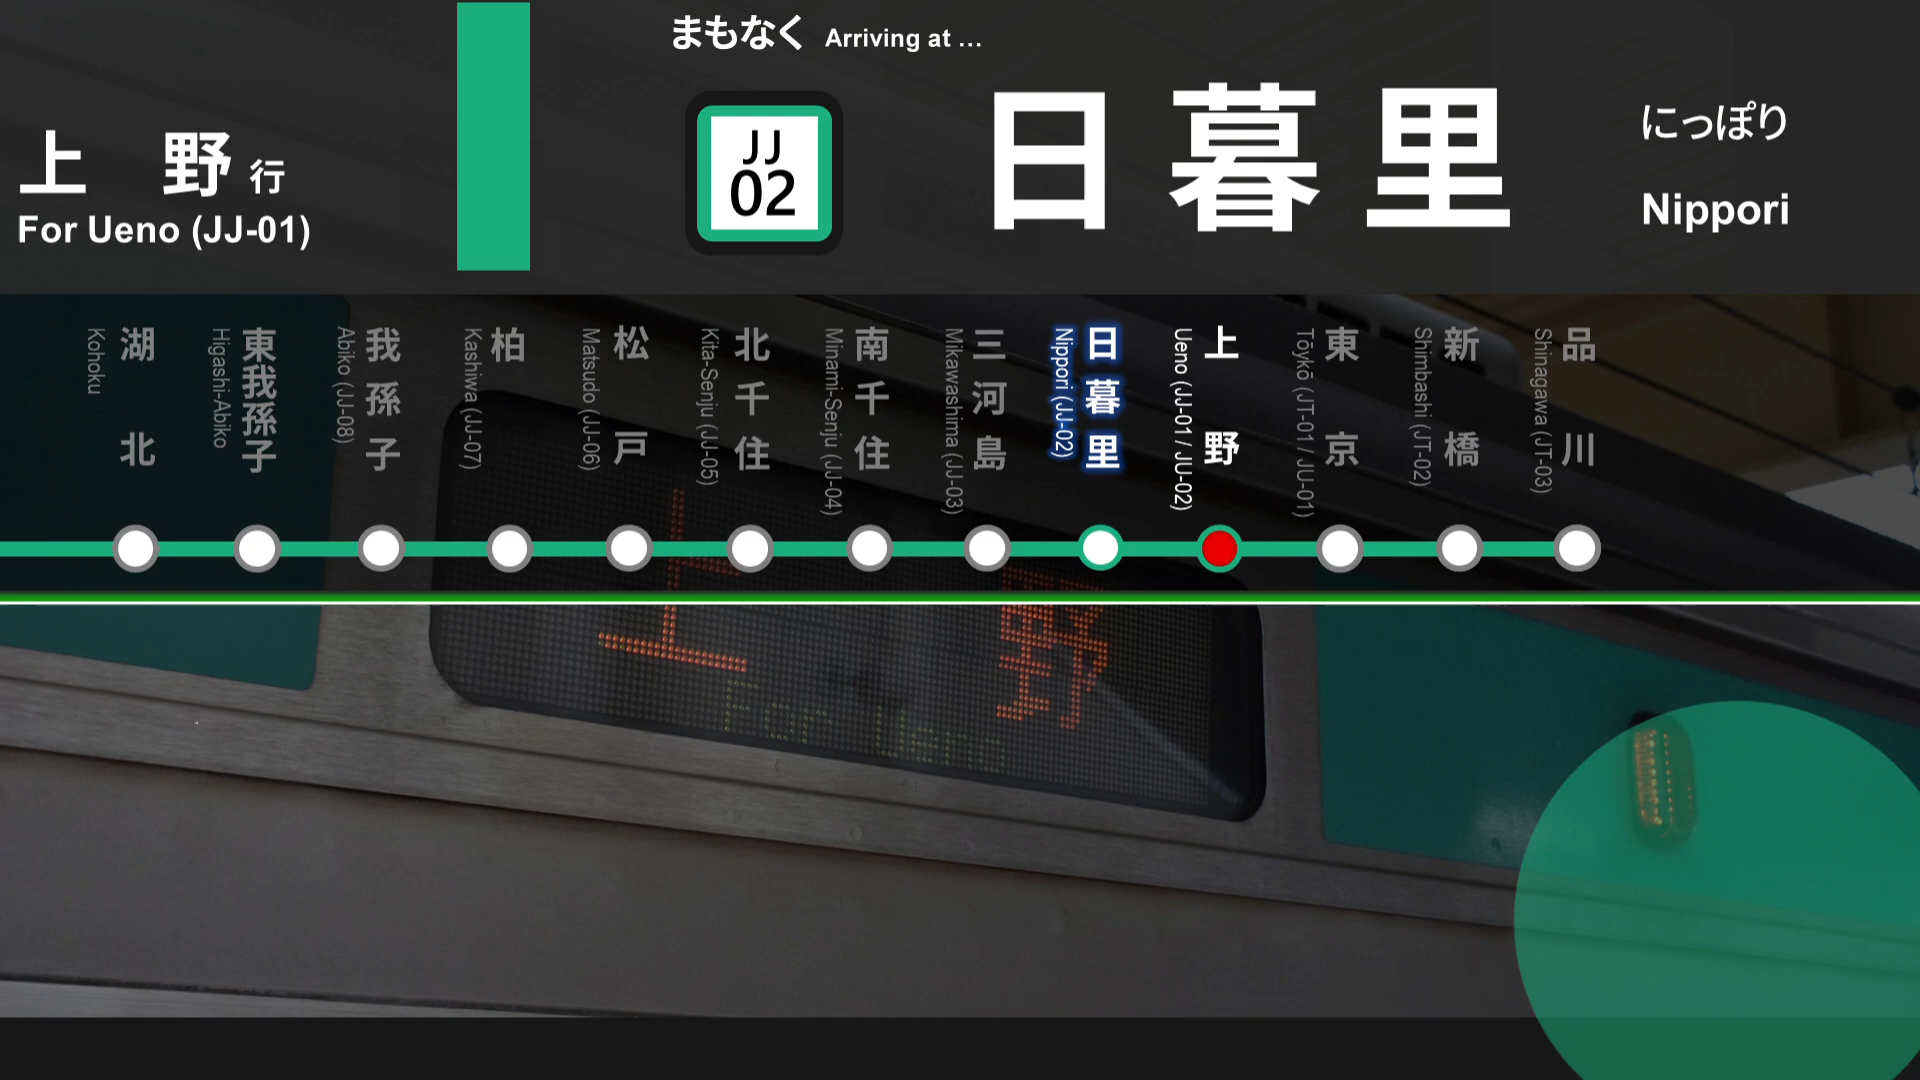 まもなく Arriving at ...
上 野 行
For Ueno (JJ-01)
JJ
02
日 暮 里
にっぽり
Nippori
湖 北
Kohoku
東我孫子
Higashi-Abiko
我孫子
Abiko (JJ-08)
柏
Kashiwa (JJ-07)
松 戸
Matsudo (JJ-06)
北千住
Kita-Senju (JJ-05)
南千住
Minami-Senju (JJ-04)
三河島
Mikawashima (JJ-03)
日暮里
Nippori (JJ-02)
上 野
Ueno (JJ-01 / JU-02)
東 京
Tōykō (JT-01 / JU-01)
新 橋
Shimbashi (JT-02)
品 川
Shinagawa (JT-03)
上 野
For Ueno